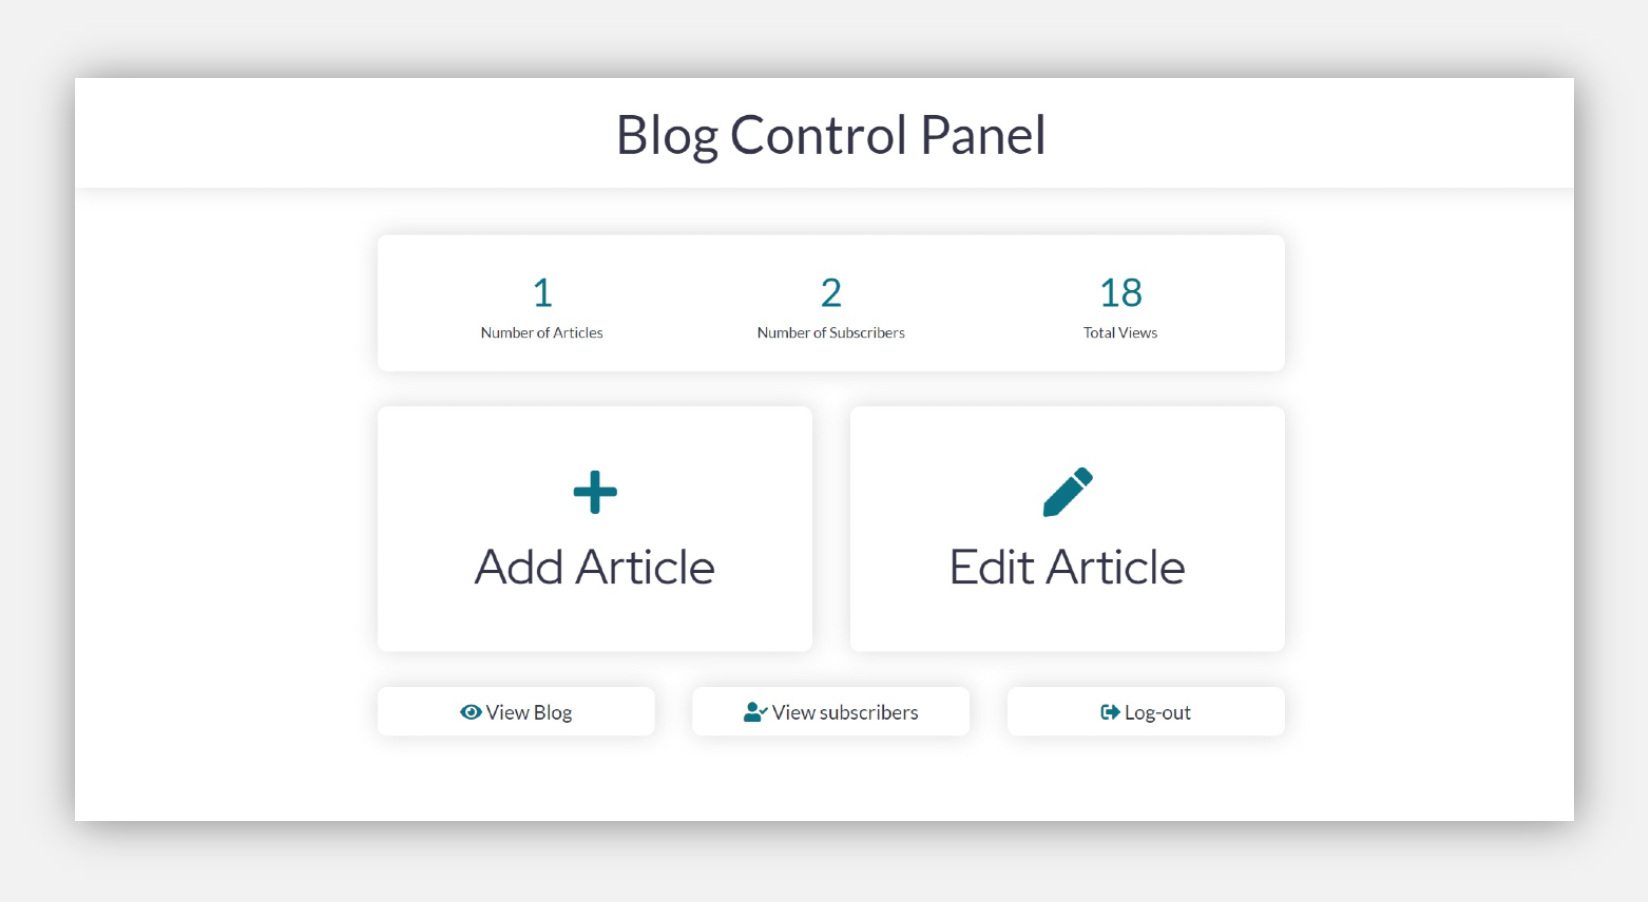 Blog Control Panel
1
Number of Articles
2
Number of Subscribers
18
Total Views
Add Article
Edit Article
View Blog
View subscribers
Log-out